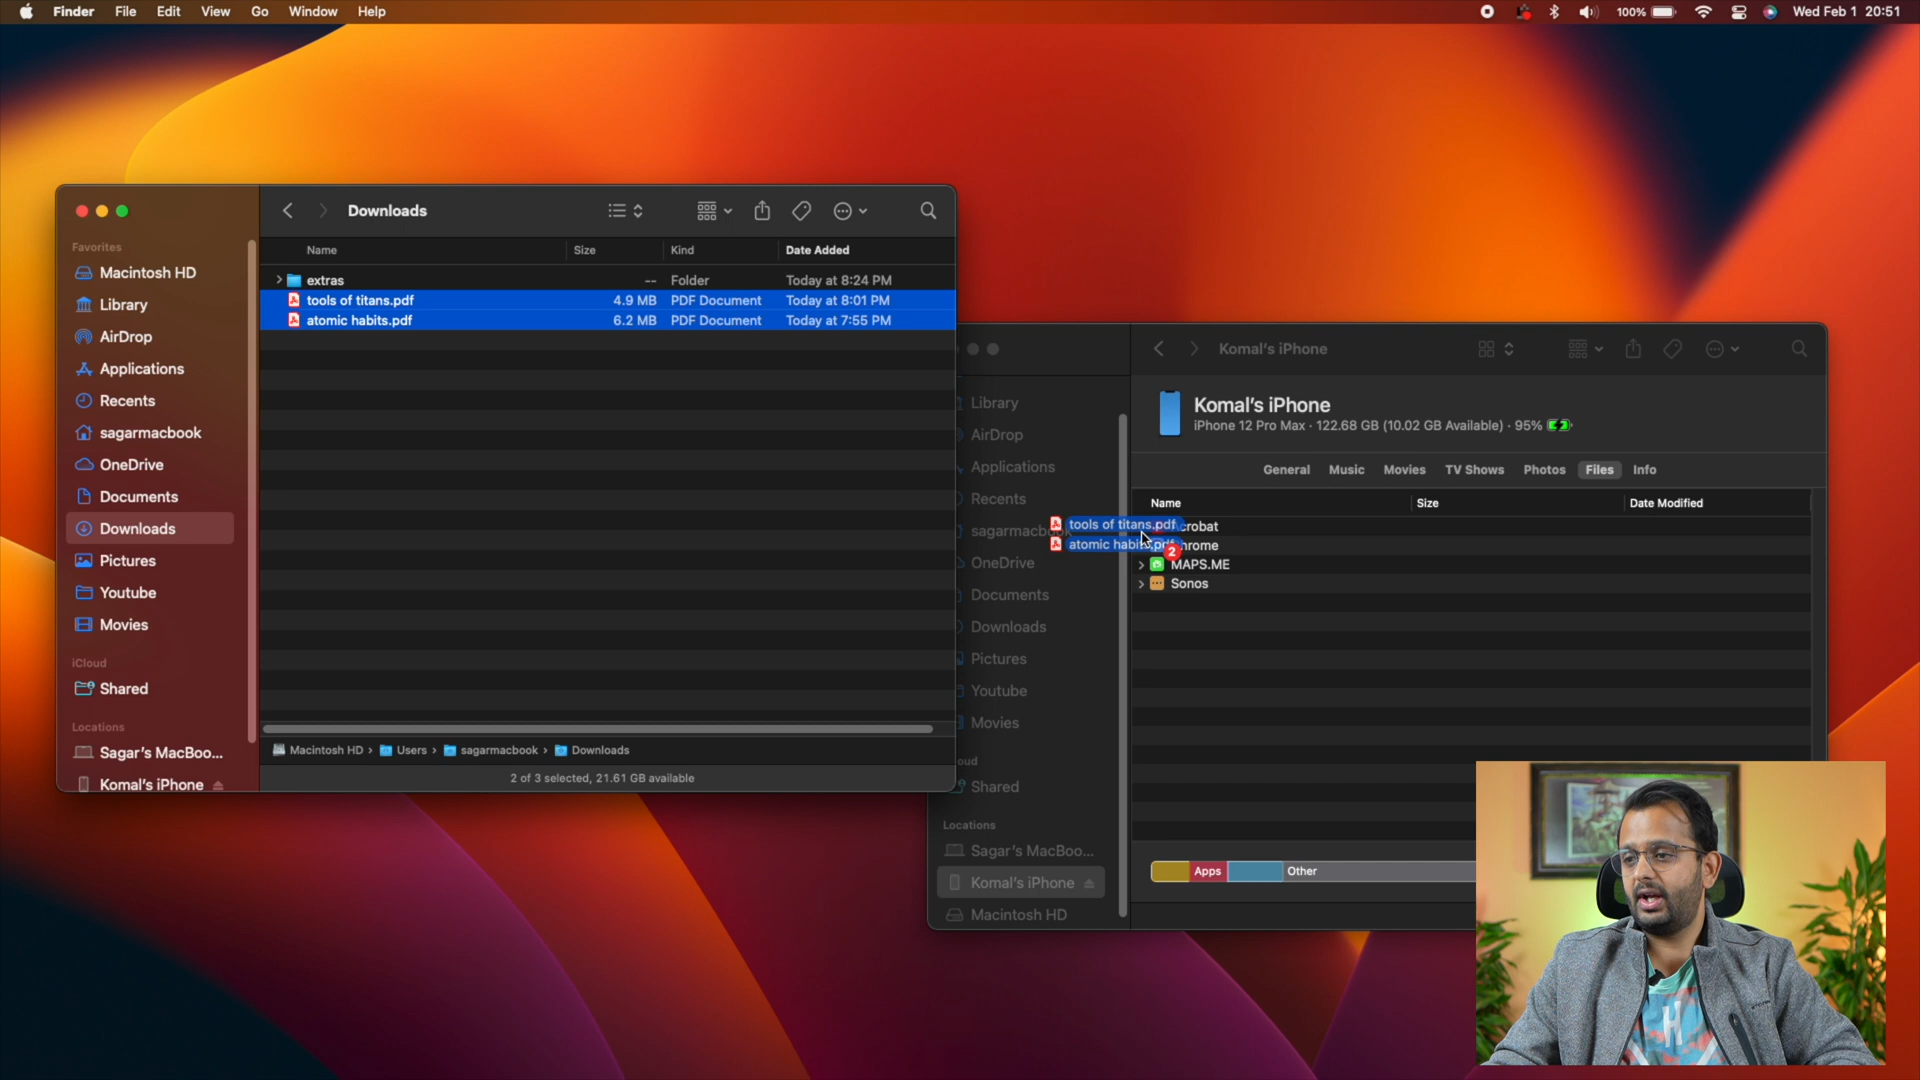 Finder File Edit View Go Window Help
100% Wed Feb 1 20:51
Downloads
Favorites
Macintosh HD
Library
AirDrop
Applications
Recents
sagarmacbook
OneDrive
Documents
Downloads
Pictures
Youtube
Movies
iCloud
Shared
Locations
Sagar's MacBoo...
Komal's iPhone
Name Size Kind Date Added
extras -- Folder Today at 8:24 PM
tools of titans.pdf 4.9 MB PDF Document Today at 8:01 PM
atomic habits.pdf 6.2 MB PDF Document Today at 7:55 PM
Macintosh HD › Users › sagarmacbook › Downloads
2 of 3 selected, 21.61 GB available
Komal's iPhone
Library
AirDrop
Applications
Recents
OneDrive
Documents
Downloads
Pictures
Youtube
Movies
Shared
Locations
Sagar's MacBoo...
Komal's iPhone
Macintosh HD
Komal's iPhone
iPhone 12 Pro Max · 122.68 GB (10.02 GB Available) · 95%
General Music Movies TV Shows Photos Files Info
Name Size Date Modified
tools of titans.pdf
atomic habits.pdf
2
MAPS.ME
Sonos
Apps Other